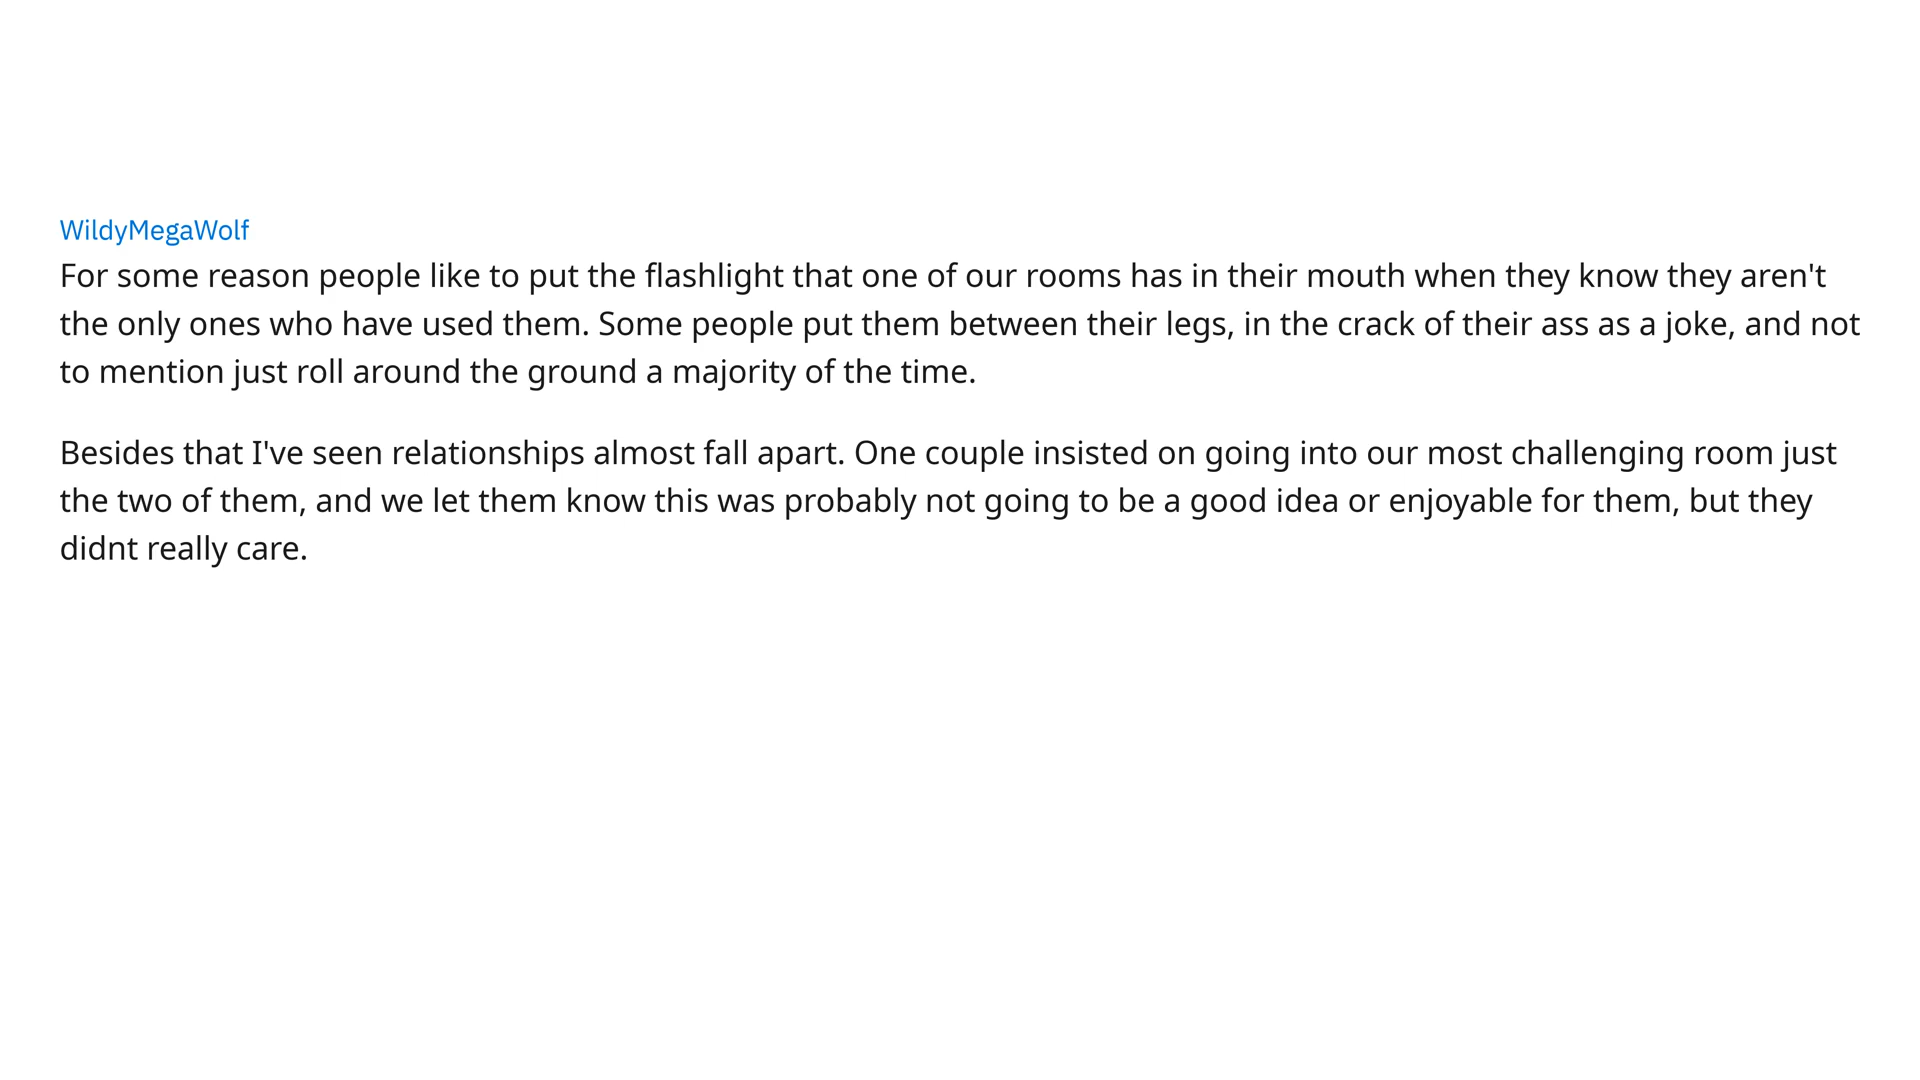 WildyMegaWolf
For some reason people like to put the flashlight that one of our rooms has in their mouth when they know they aren't
the only ones who have used them. Some people put them between their legs, in the crack of their ass as a joke, and not
to mention just roll around the ground a majority of the time.
Besides that I've seen relationships almost fall apart. One couple insisted on going into our most challenging room just
the two of them, and we let them know this was probably not going to be a good idea or enjoyable for them, but they
didnt really care.